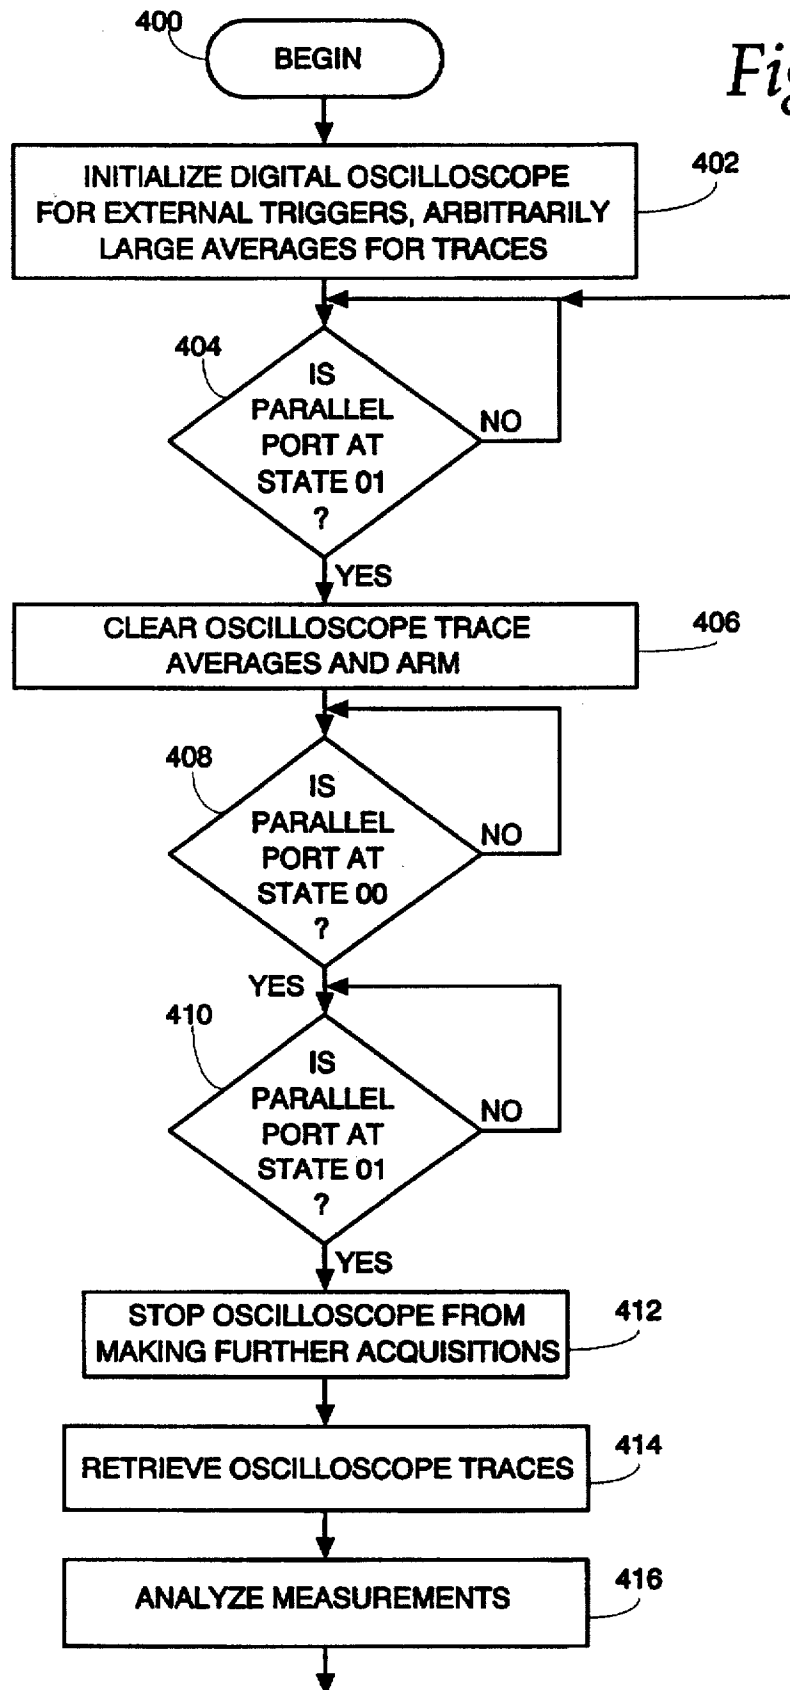 400
BEGIN
Fig
INITIALIZE DIGITAL OSCILLOSCOPE
FOR EXTERNAL TRIGGERS, ARBITRARILY
LARGE AVERAGES FOR TRACES
402
404
IS
PARALLEL
PORT AT
STATE 01
?
NO
YES
CLEAR OSCILLOSCOPE TRACE
AVERAGES AND ARM
406
408
IS
PARALLEL
PORT AT
STATE 00
?
NO
YES
410
IS
PARALLEL
PORT AT
STATE 01
?
NO
YES
STOP OSCILLOSCOPE FROM
MAKING FURTHER ACQUISITIONS
412
RETRIEVE OSCILLOSCOPE TRACES
414
ANALYZE MEASUREMENTS
416